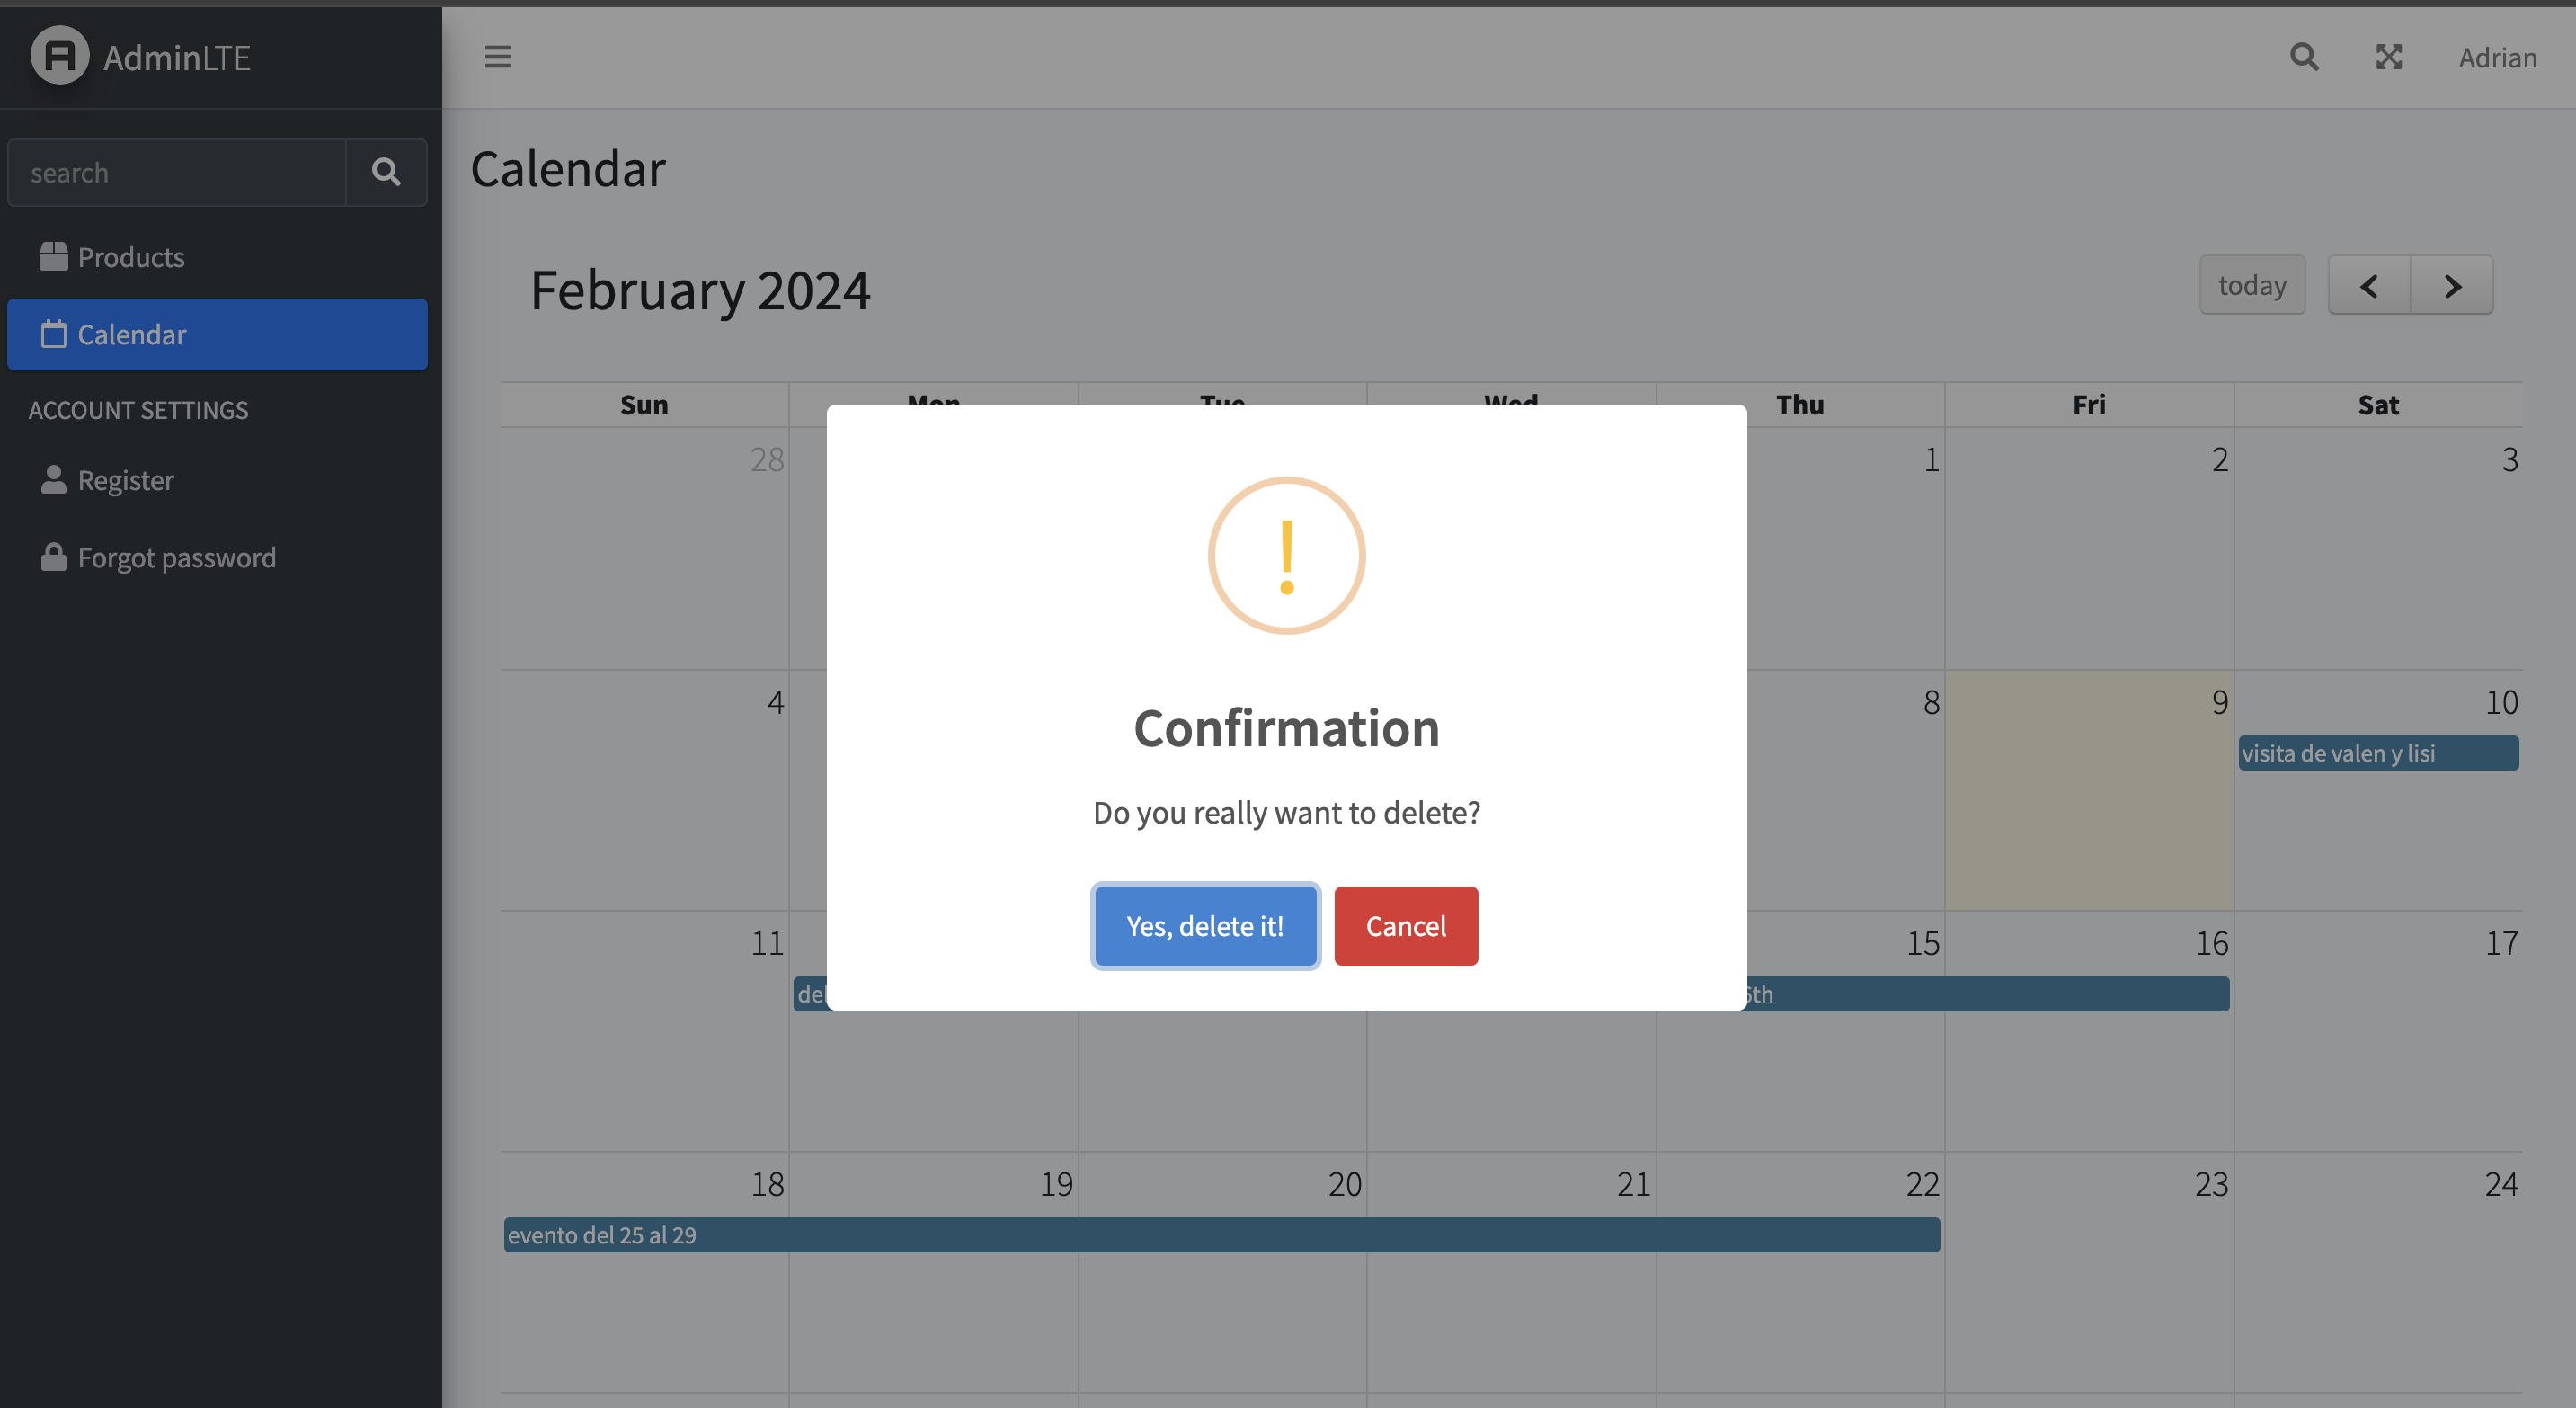 AdminLTE
Adrian
search
Products
Calendar
ACCOUNT SETTINGS
Register
Forgot password
Calendar
February 2024
today
Sun Mon Tue Wed Thu Fri Sat
28 1 2 3
4 8 9 10
visita de valen y lisi
11 15 16 17
del
th
18 19 20 21 22 23 24
evento del 25 al 29
!
Confirmation
Do you really want to delete?
Yes, delete it! Cancel